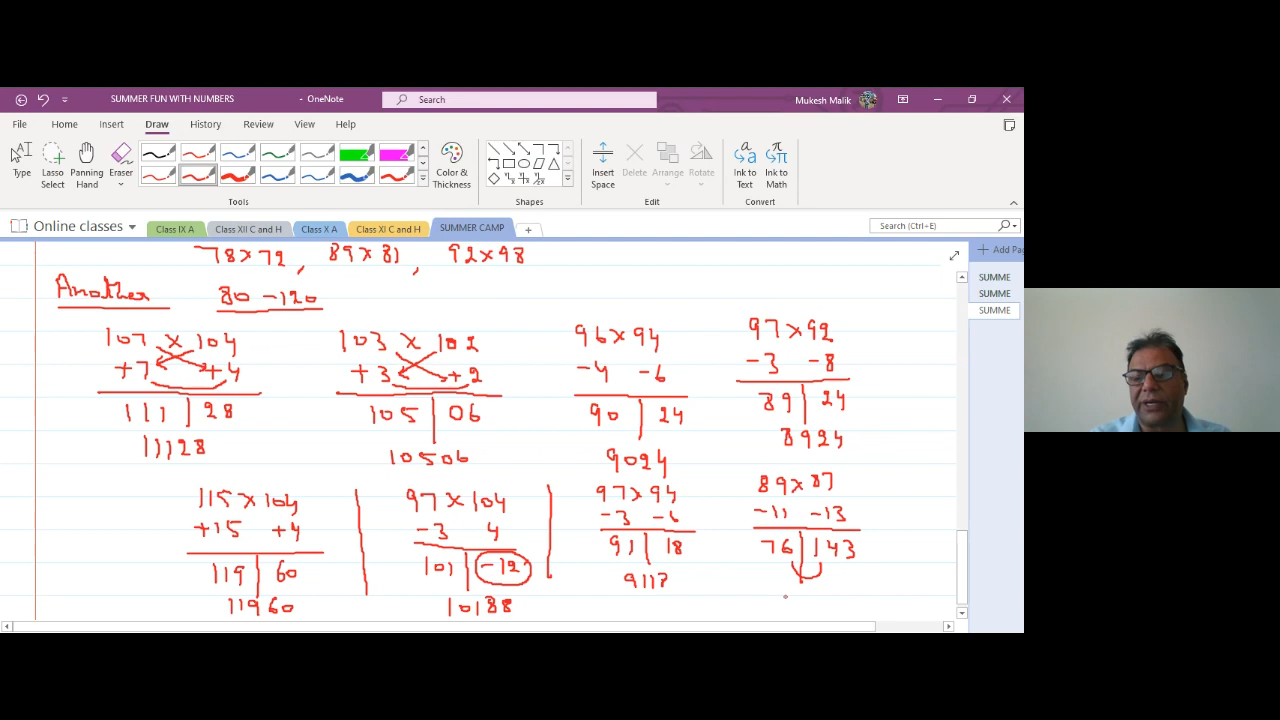 SUMMER FUN WITH NUMBERS - OneNote
Search
Mukesh Malik
File Home Insert Draw History Review View Help
Type
Lasso Select
Panning Hand
Eraser
Color & Thickness
Insert Space
Delete
Arrange
Rotate
Ink to Text
Ink to Math
Tools
Shapes
Edit
Convert
Online classes
Class IX A
Class XII C and H
Class X A
Class XI C and H
SUMMER CAMP
+
Search (Ctrl+E)
Add Pag
SUMME
SUMME
SUMME
78×72, 89×81, 92×98
Another 80 -120
107 × 104
+7 +4
111 | 28
11128
103 × 102
+3 +2
105 | 06
10506
96×94
-4 -6
90 | 24
9024
97×92
-3 -8
89 | 24
8924
115×104
+15 +4
119 | 60
11960
97×104
-3 4
101 | -12
10188
97×94
-3 -6
91 | 18
9118
89×87
-11 -13
76 | 143